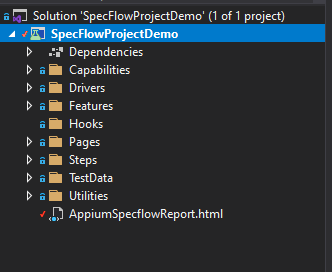 Solution 'SpecFlowProjectDemo' (1 of 1 project)
SpecFlowProjectDemo
Dependencies
Capabilities
Drivers
Features
Hooks
Pages
Steps
TestData
Utilities
AppiumSpecflowReport.html